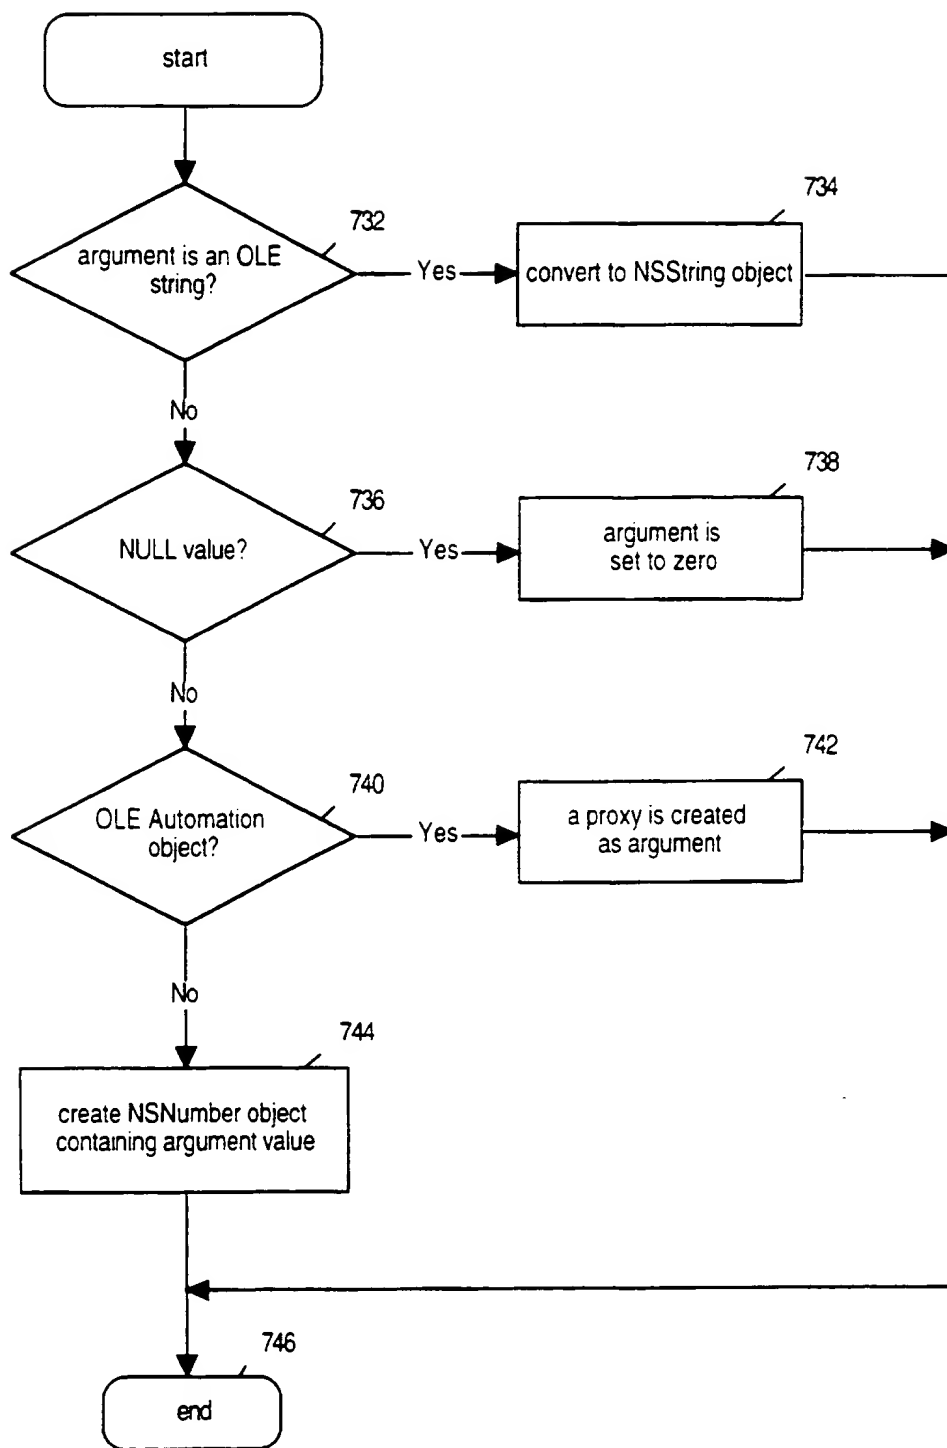 start
732
argument is an OLE
string?
Yes
734
convert to NSString object
No
736
NULL value?
Yes
738
argument is
set to zero
No
740
OLE Automation
object?
Yes
742
a proxy is created
as argument
No
744
create NSNumber object
containing argument value
746
end